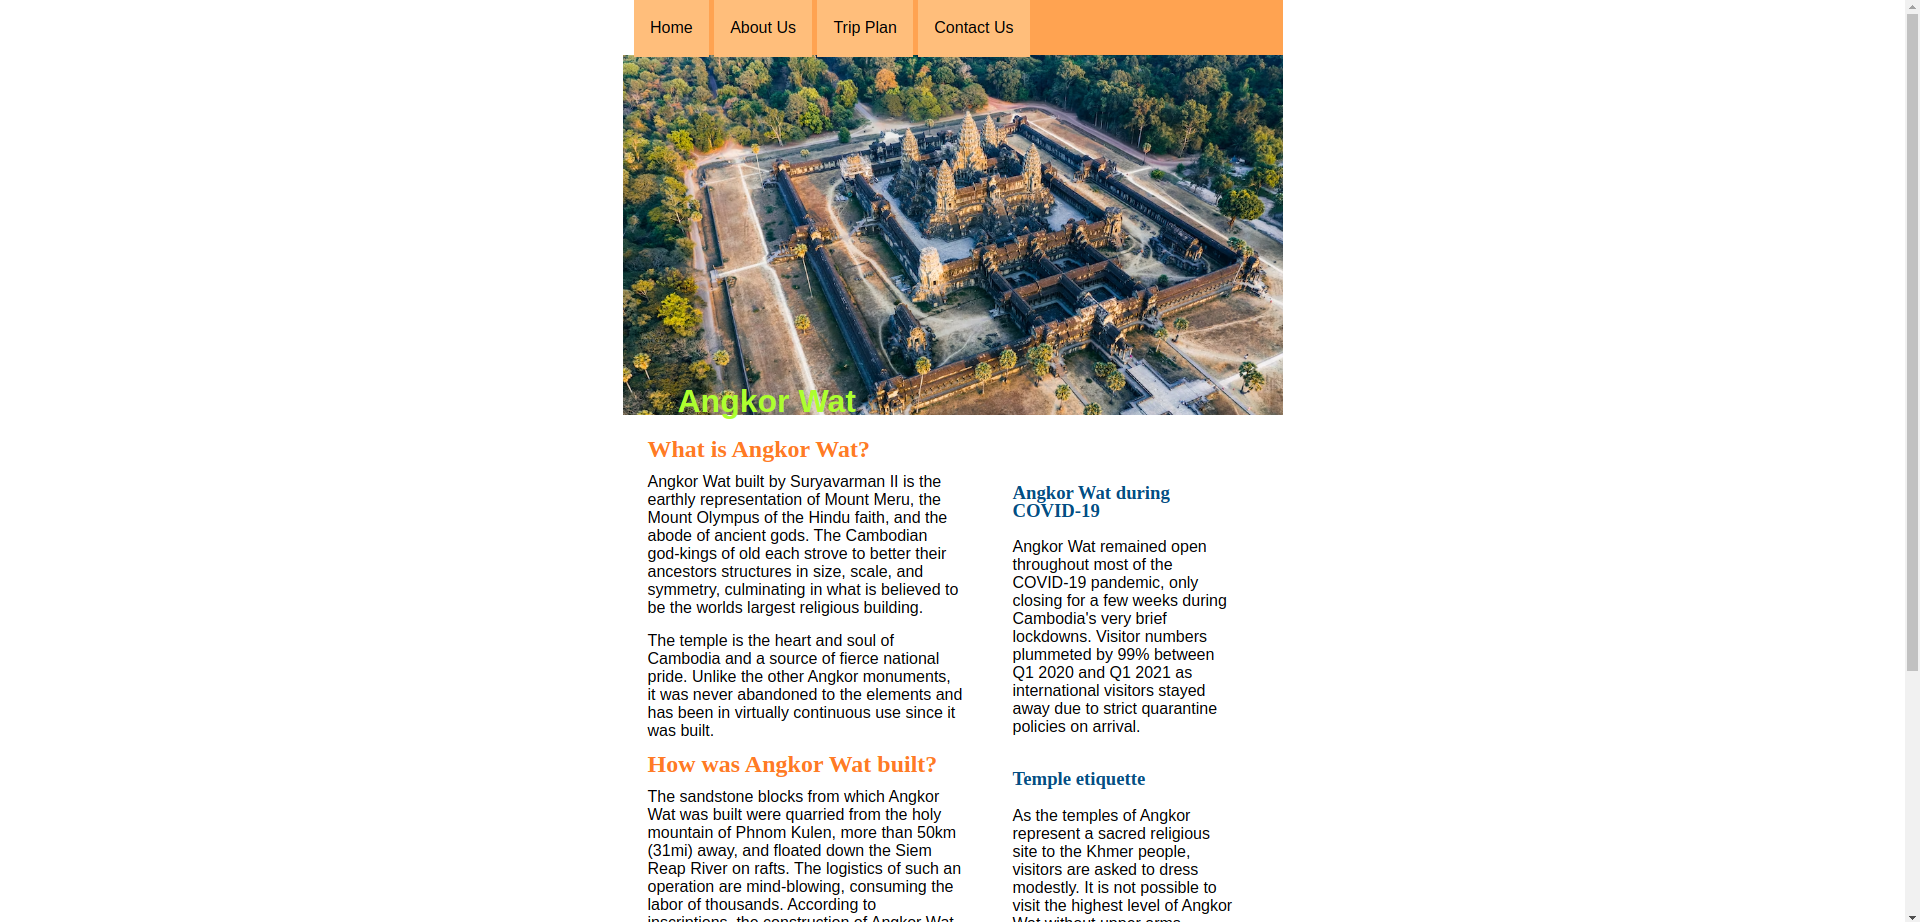 Home
About Us
Trip Plan
Contact Us
Angkor Wat
What is Angkor Wat?
Angkor Wat built by Suryavarman II is the
earthly representation of Mount Meru, the
Mount Olympus of the Hindu faith, and the
abode of ancient gods. The Cambodian
god-kings of old each strove to better their
ancestors structures in size, scale, and
symmetry, culminating in what is believed to
be the worlds largest religious building.
The temple is the heart and soul of
Cambodia and a source of fierce national
pride. Unlike the other Angkor monuments,
it was never abandoned to the elements and
has been in virtually continuous use since it
was built.
How was Angkor Wat built?
The sandstone blocks from which Angkor
Wat was built were quarried from the holy
mountain of Phnom Kulen, more than 50km
(31mi) away, and floated down the Siem
Reap River on rafts. The logistics of such an
operation are mind-blowing, consuming the
labor of thousands. According to
inscriptions, the construction of Angkor Wat
Angkor Wat during
COVID-19
Angkor Wat remained open
throughout most of the
COVID-19 pandemic, only
closing for a few weeks during
Cambodia's very brief
lockdowns. Visitor numbers
plummeted by 99% between
Q1 2020 and Q1 2021 as
international visitors stayed
away due to strict quarantine
policies on arrival.
Temple etiquette
As the temples of Angkor
represent a sacred religious
site to the Khmer people,
visitors are asked to dress
modestly. It is not possible to
visit the highest level of Angkor
Wat without upper arms